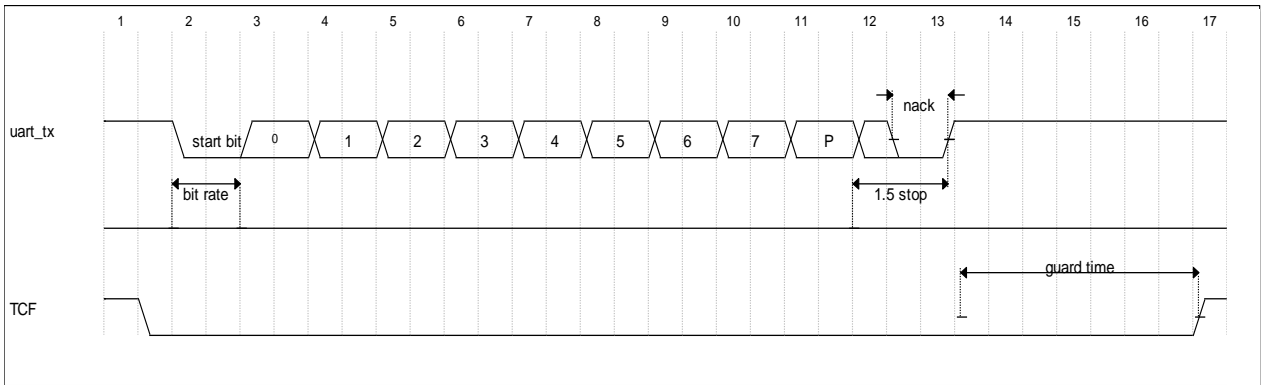 1 2 3 4 5 6 7 8 9 10 11 12 13 14 15 16 17
nack
uart_tx start bit 0 1 2 3 4 5 6 7 P
bit rate 1.5 stop
guard time
TCF